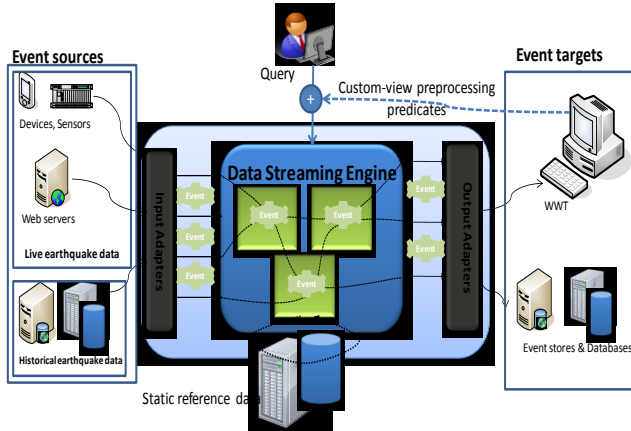 Event sources
Event targets
Query
Custom-view preprocessing
predicates
+
Devices, Sensors
Web servers
Live earthquake data
Historical earthquake data
Input Adapters
Event
Event
Event
Data Streaming Engine
Event
Event
Event
Event
Event
Output Adapters
WWT
Event stores & Databases
Static reference data